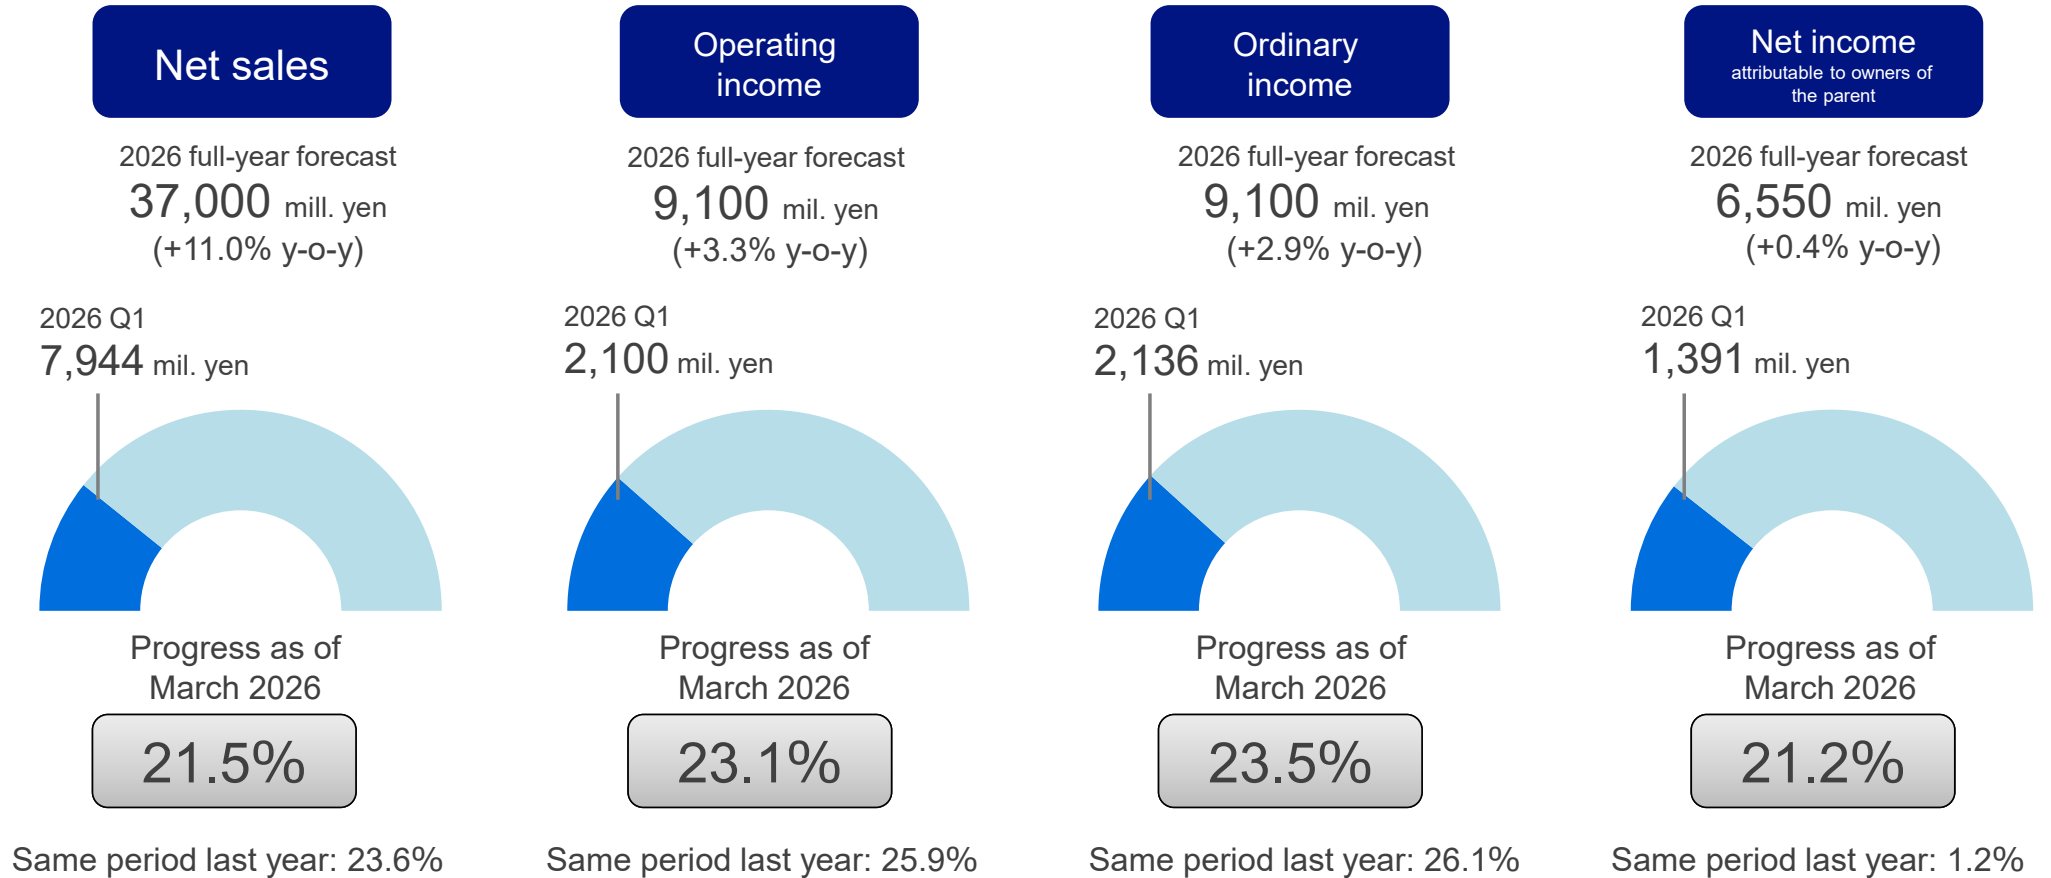 Net sales
2026 full-year forecast
37,000 mill. yen
(+11.0% y-o-y)
2026 Q1
7,944 mil. yen
Progress as of
March 2026
21.5%
Same period last year: 23.6%
Operating
income
2026 full-year forecast
9,100 mil. yen
(+3.3% y-o-y)
2026 Q1
2,100 mil. yen
Progress as of
March 2026
23.1%
Same period last year: 25.9%
Ordinary
income
2026 full-year forecast
9,100 mil. yen
(+2.9% y-o-y)
2026 Q1
2,136 mil. yen
Progress as of
March 2026
23.5%
Same period last year: 26.1%
Net income
attributable to owners of
the parent
2026 full-year forecast
6,550 mil. yen
(+0.4% y-o-y)
2026 Q1
1,391 mil. yen
Progress as of
March 2026
21.2%
Same period last year: 1.2%